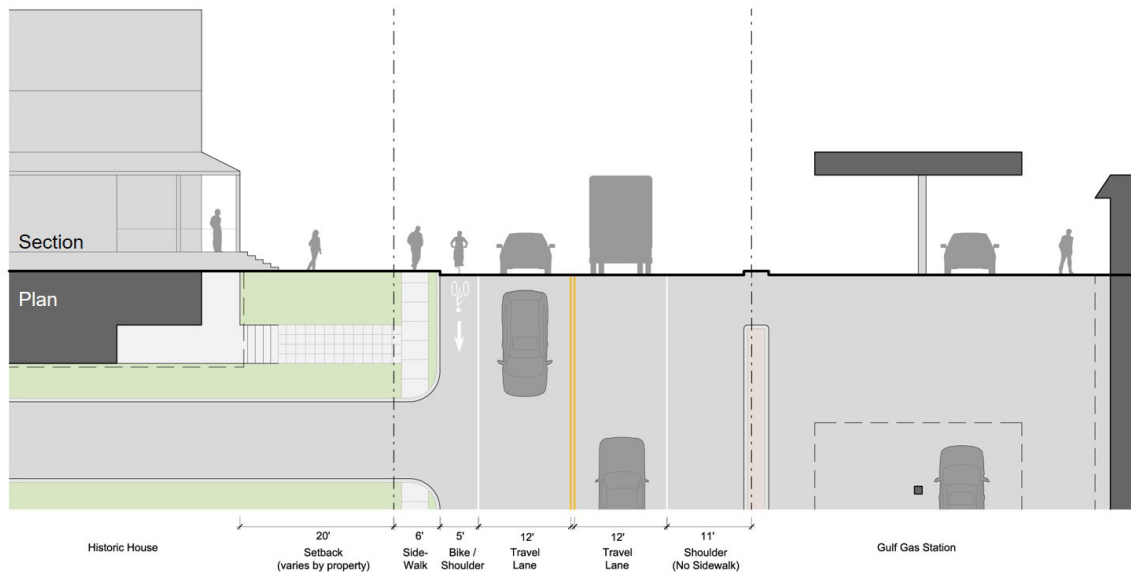 Section
Plan
20'
Setback
(varies by property)
6'
Side-
Walk
5'
Bike /
Shoulder
12'
Travel
Lane
12'
Travel
Lane
11'
Shoulder
(No Sidewalk)
Historic House
Gulf Gas Station